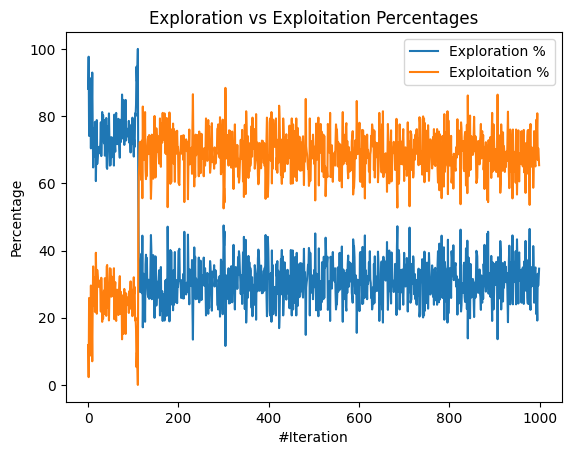 Exploration vs Exploitation Percentages
100
80
60
40
20
0
Percentage
Exploration %
Exploitation %
0
200
400
600
800
1000
#Iteration